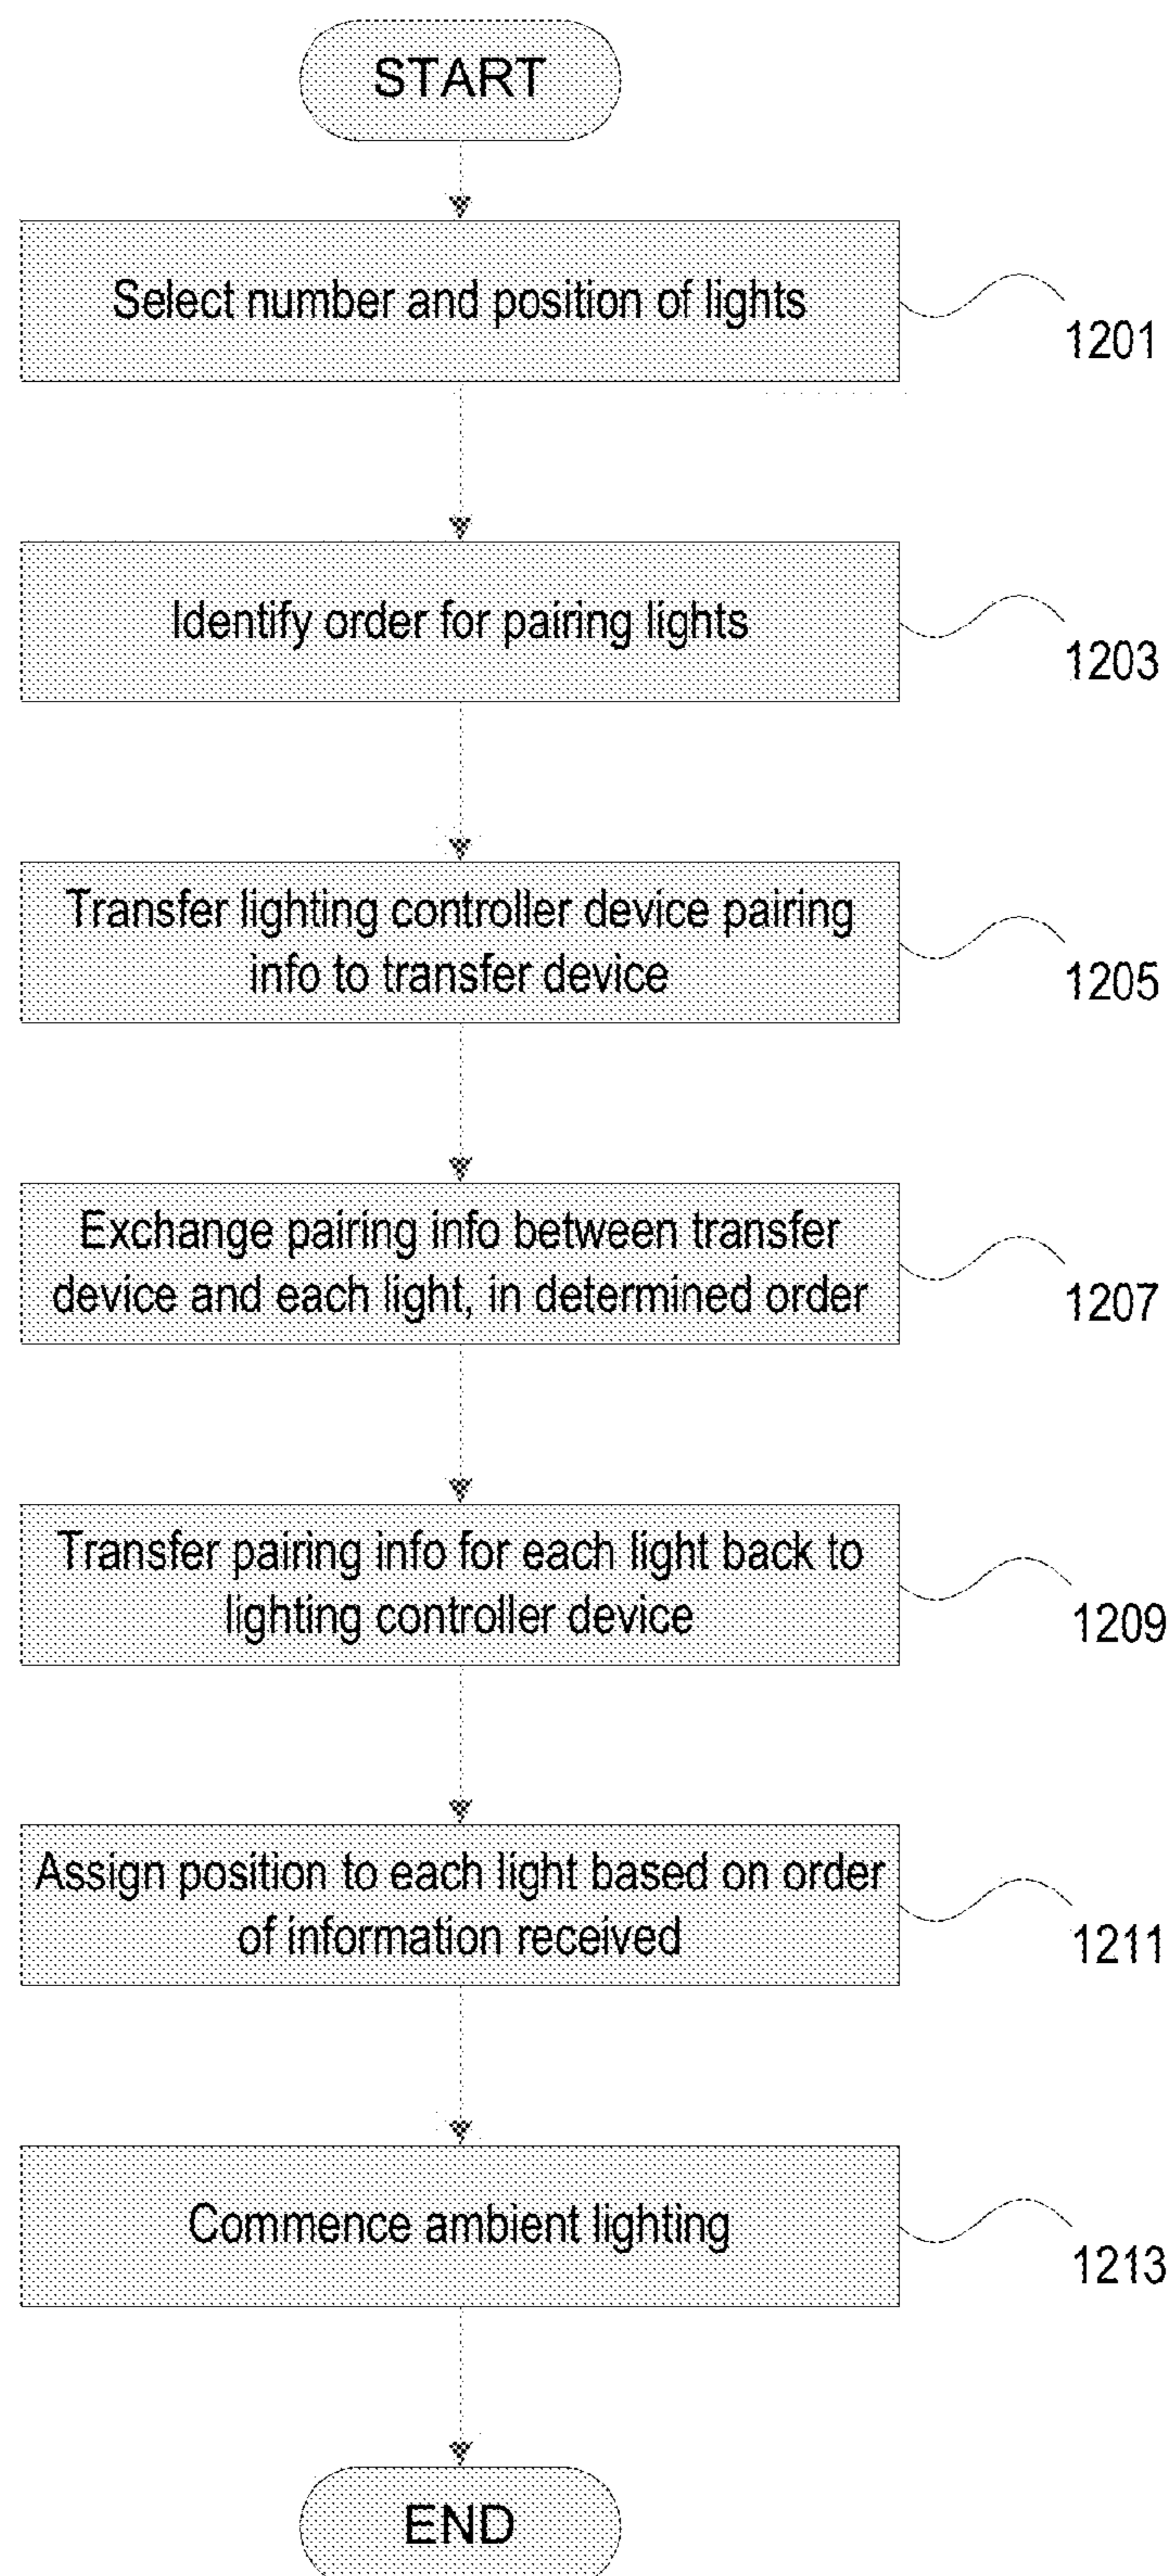 START
Select number and position of lights
1201
Identify order for pairing lights
1203
Transfer lighting controller device pairing
info to transfer device
1205
Exchange pairing info between transfer
device and each light, in determined order
1207
Transfer pairing info for each light back to
lighting controller device
1209
Assign position to each light based on order
of information received
1211
Commence ambient lighting
1213
END